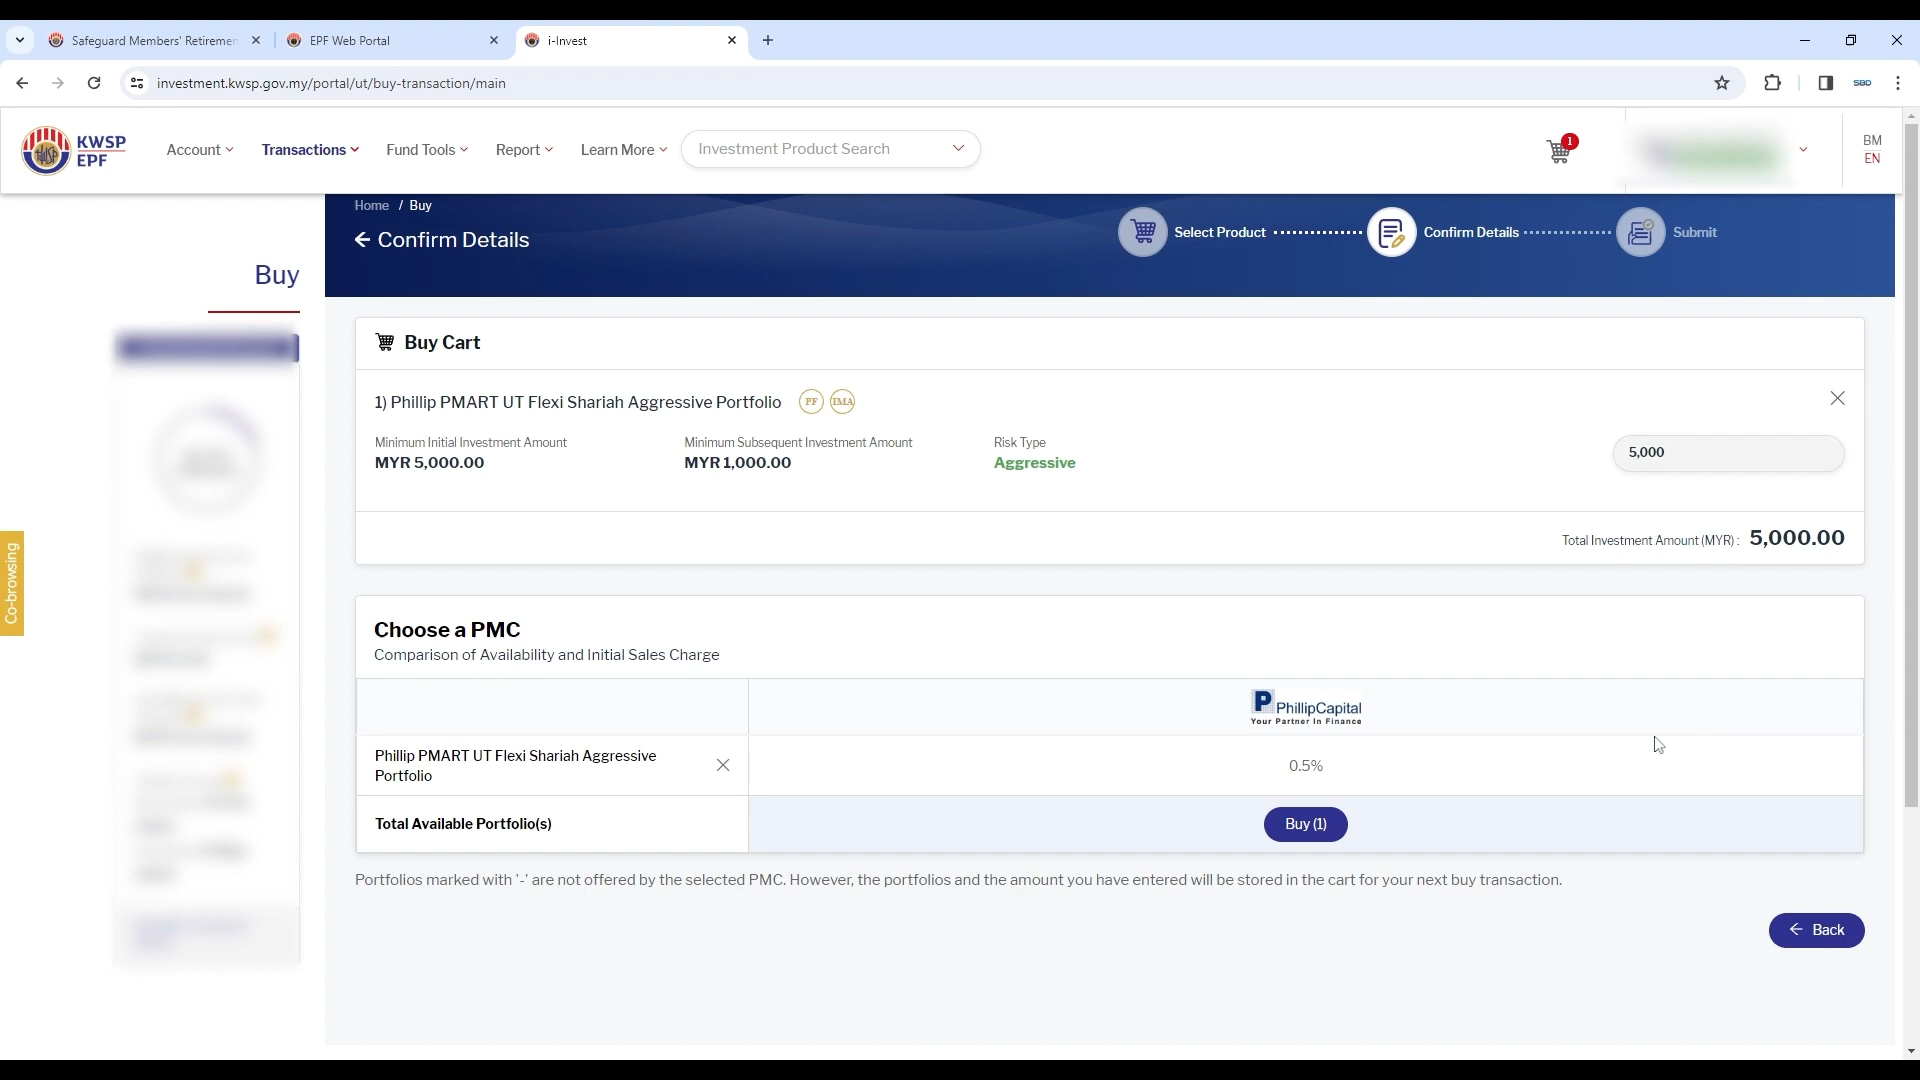 Safeguard Members' Retiremen
EPF Web Portal
i-Invest
investment.kwsp.gov.my/portal/ut/buy-transaction/main
SBD
KWSP
EPF
Account
Transactions
Fund Tools
Report
Learn More
Investment Product Search
1
BM
EN
Home / Buy
Confirm Details
Select Product
Confirm Details
Submit
Buy
Buy Cart
1) Phillip PMART UT Flexi Shariah Aggressive Portfolio PF IMA
Minimum Initial Investment Amount
MYR 5,000.00
Minimum Subsequent Investment Amount
MYR 1,000.00
Risk Type
Aggressive
5,000
Total Investment Amount (MYR) : 5,000.00
Co-browsing
Choose a PMC
Comparison of Availability and Initial Sales Charge
P PhillipCapital
Your Partner In Finance
Phillip PMART UT Flexi Shariah Aggressive
Portfolio
0.5%
Total Available Portfolio(s)
Buy (1)
Portfolios marked with '-' are not offered by the selected PMC. However, the portfolios and the amount you have entered will be stored in the cart for your next buy transaction.
Back